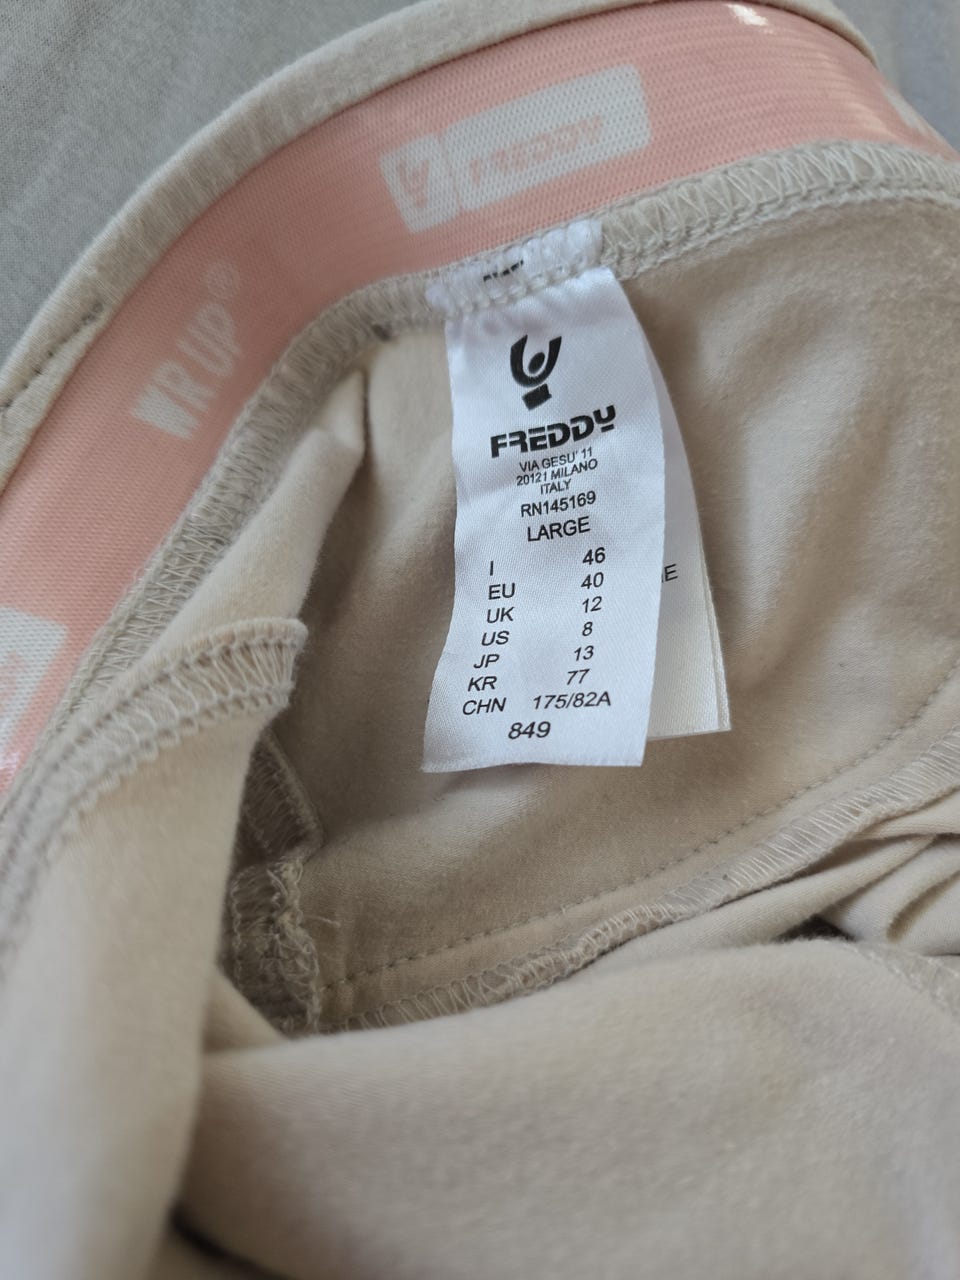 FREDDY
WR.UP®
FREDDY
VIA GESU' 11
20121 MILANO
ITALY
RN145169
LARGE
I 46
EU 40
UK 12
US 8
JP 13
KR 77
CHN 175/82A
849